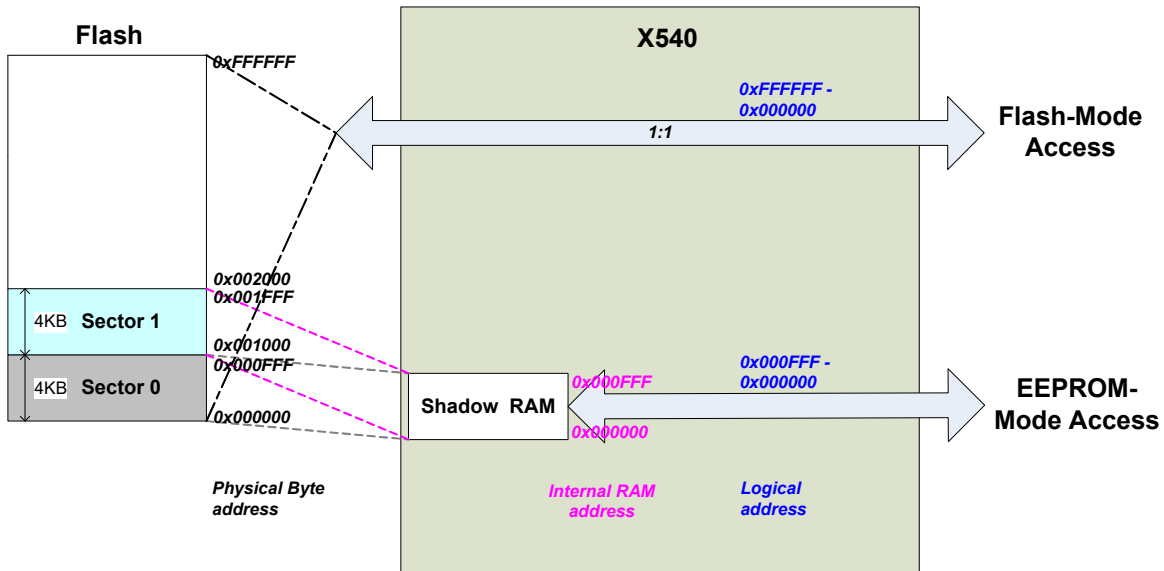 Flash
X540
0xFFFFFF
0xFFFFFF -
0x000000
1:1
Flash-Mode
Access
0x002000
0x001FFF
4KB
Sector 1
0x001000
0x000FFF
4KB
Sector 0
0x000000
Shadow RAM
0x000FFF
0x000000
0x000FFF -
0x000000
EEPROM-
Mode Access
Physical Byte
address
Internal RAM
address
Logical
address